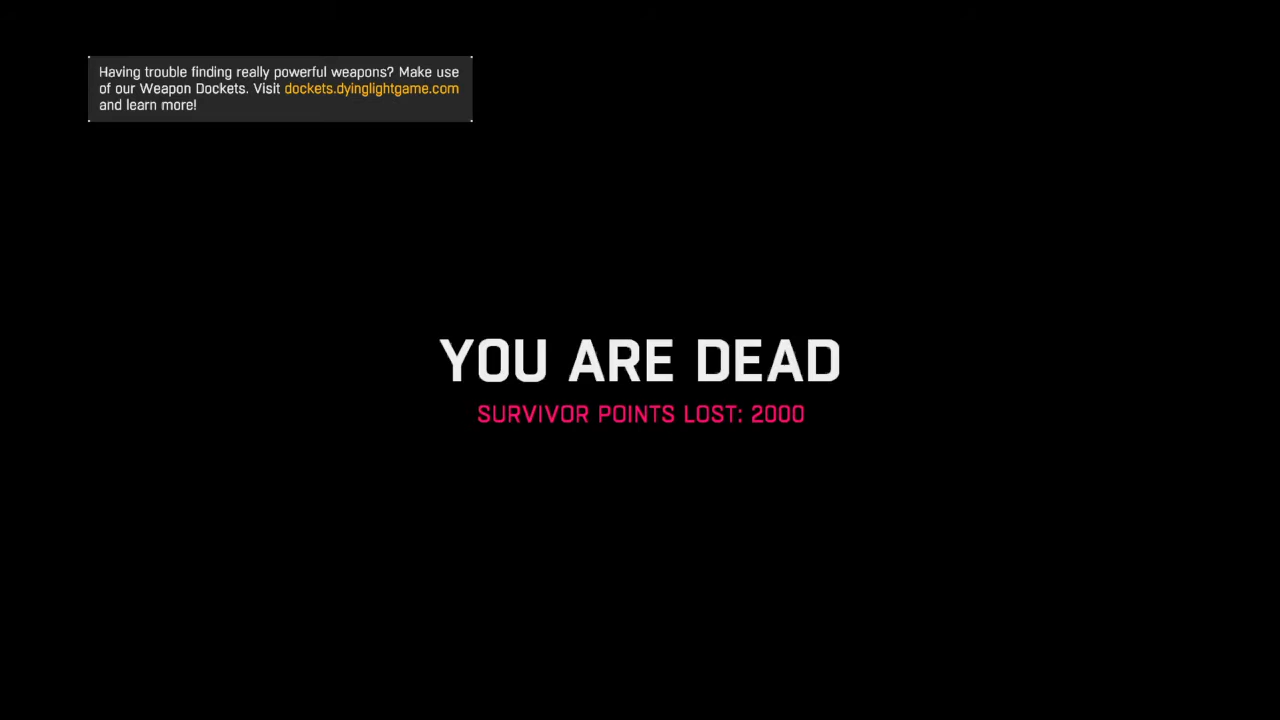 Having trouble finding really powerful weapons? Make use
of our Weapon Dockets. Visit dockets.dyinglightgame.com
and learn more!
YOU ARE DEAD
SURVIVOR POINTS LOST: 2000